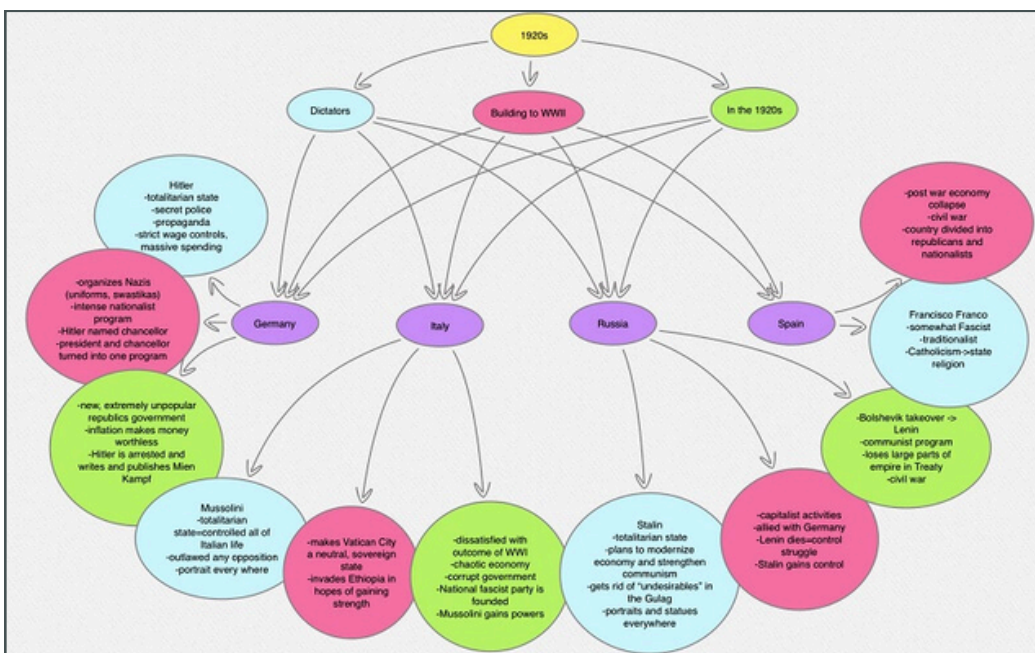 1920s
Dictators
Building to WWII
In the 1920s
Hitler
-totalitarian state
-secret police
-propaganda
-strict wage controls,
massive spending
-organizes Nazis
(uniforms, swastikas)
-intense nationalist
program
-Hitler named chancellor
-president and chancellor
turned into one program
-new, extremely unpopular
republics government
-inflation makes money
worthless
-Hitler is arrested and
writes and publishes Mien
Kampf
Germany
Italy
Russia
Spain
-post war economy
collapse
-civil war
-country divided into
republicans and
nationalists
Francisco Franco
-somewhat Fascist
-traditionalist
-Catholicism->state
religion
Mussolini
-totalitarian
state=controlled all of
Italian life
-outlawed any opposition
-portrait every where
-makes Vatican City
a neutral, sovereign
state
-invades Ethiopia in
hopes of gaining
strength
-dissatisfied with
outcome of WWI
-chaotic economy
-corrupt government
-National fascist party is
founded
-Mussolini gains powers
Stalin
-totalitarian state
-plans to modernize
economy and strengthen
communism
-gets rid of "undesirables" in
the Gulag
-portraits and statues
everywhere
-capitalist activities
-allied with Germany
-Lenin dies=control
struggle
-Stalin gains control
-Bolshevik takeover ->
Lenin
-communist program
-loses large parts of
empire in Treaty
-civil war